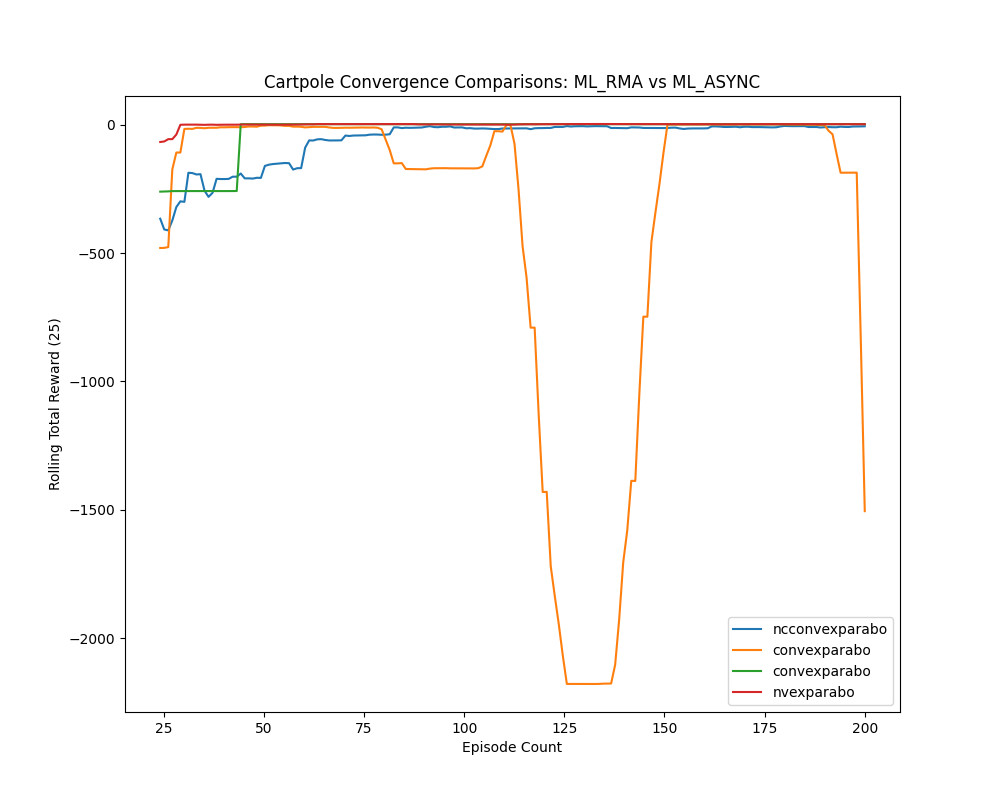 Cartpole Convergence Comparisons: ML_RMA vs ML_ASYNC
0
−500
−1000
−1500
−2000
Rolling Total Reward (25)
25 50 75 100 125 150 175 200
Episode Count
ncconvexparabo
convexparabo
convexparabo
nvexparabo